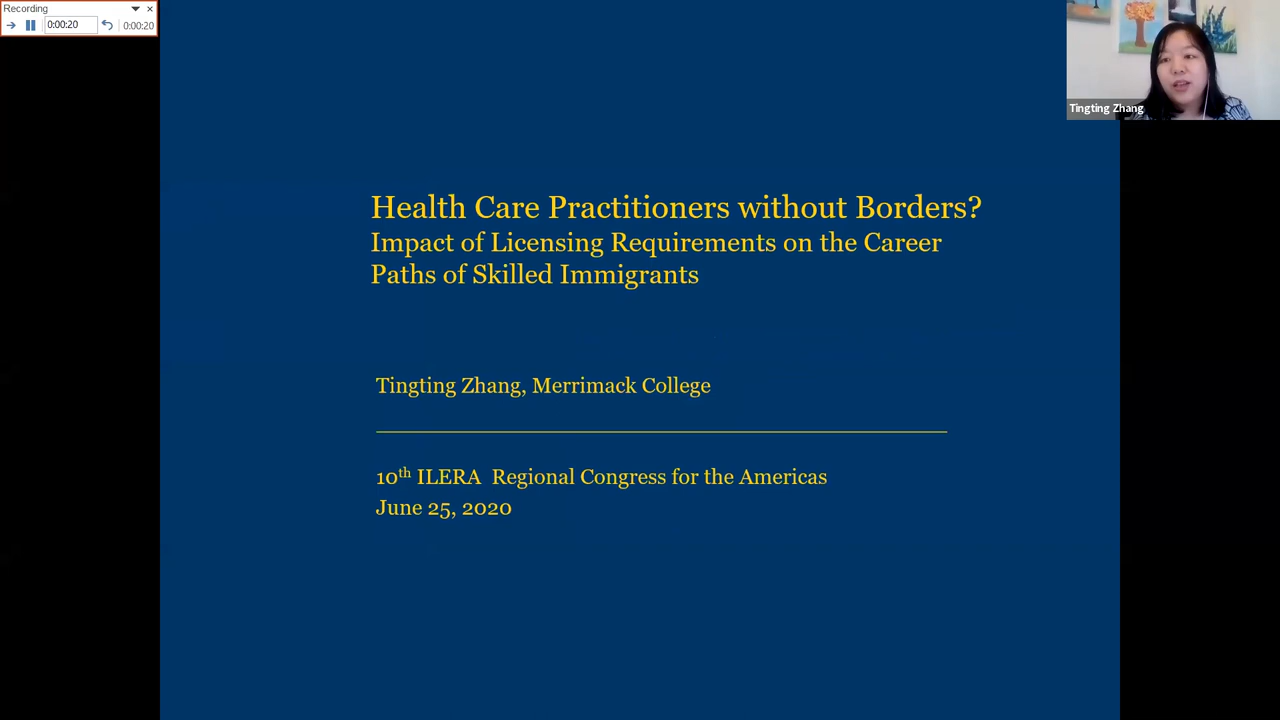 Recording
0:00:20
0:00:20
Tingting Zhang
Health Care Practitioners without Borders?
Impact of Licensing Requirements on the Career
Paths of Skilled Immigrants
Tingting Zhang, Merrimack College
10th ILERA  Regional Congress for the Americas
June 25, 2020